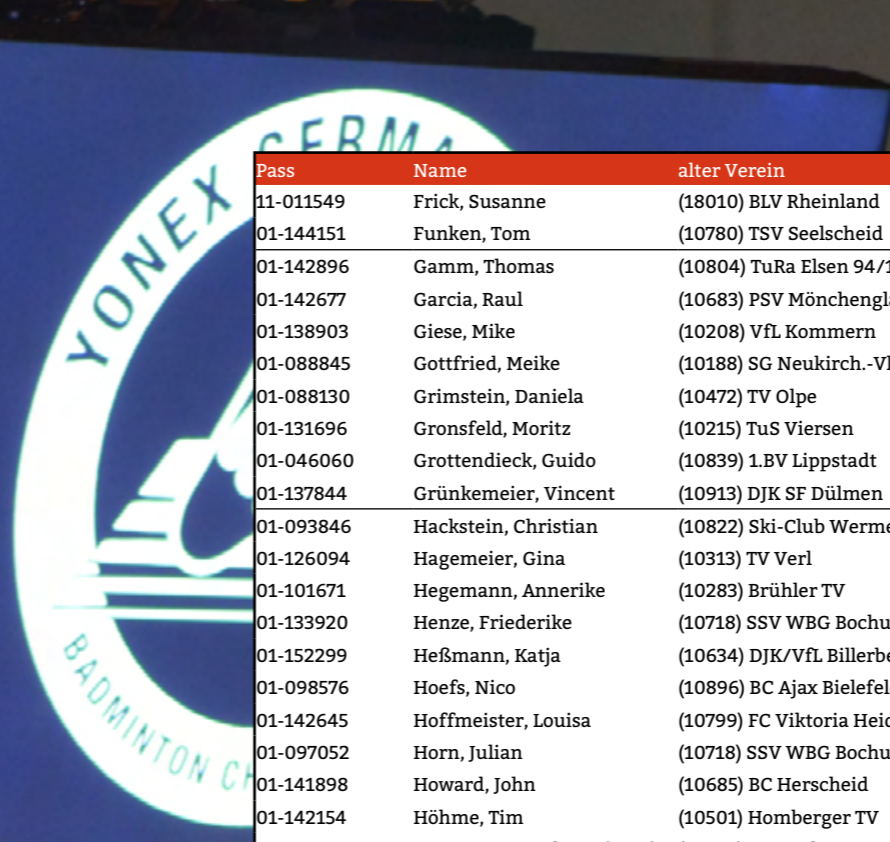 YONEX GERMA
BADMINTON CH
Pass Name alter Verein
11-011549 Frick, Susanne (18010) BLV Rheinland
01-144151 Funken, Tom (10780) TSV Seelscheid
01-142896 Gamm, Thomas (10804) TuRa Elsen 94/1
01-142677 Garcia, Raul (10683) PSV Mönchengla
01-138903 Giese, Mike (10208) VfL Kommern
01-088845 Gottfried, Meike (10188) SG Neukirch.-Vl
01-088130 Grimstein, Daniela (10472) TV Olpe
01-131696 Gronsfeld, Moritz (10215) TuS Viersen
01-046060 Grottendieck, Guido (10839) 1.BV Lippstadt
01-137844 Grünkemeier, Vincent (10913) DJK SF Dülmen
01-093846 Hackstein, Christian (10822) Ski-Club Werme
01-126094 Hagemeier, Gina (10313) TV Verl
01-101671 Hegemann, Annerike (10283) Brühler TV
01-133920 Henze, Friederike (10718) SSV WBG Bochu
01-152299 Heßmann, Katja (10634) DJK/VfL Billerbe
01-098576 Hoefs, Nico (10896) BC Ajax Bielefel
01-142645 Hoffmeister, Louisa (10799) FC Viktoria Heid
01-097052 Horn, Julian (10718) SSV WBG Bochu
01-141898 Howard, John (10685) BC Herscheid
01-142154 Höhme, Tim (10501) Homberger TV